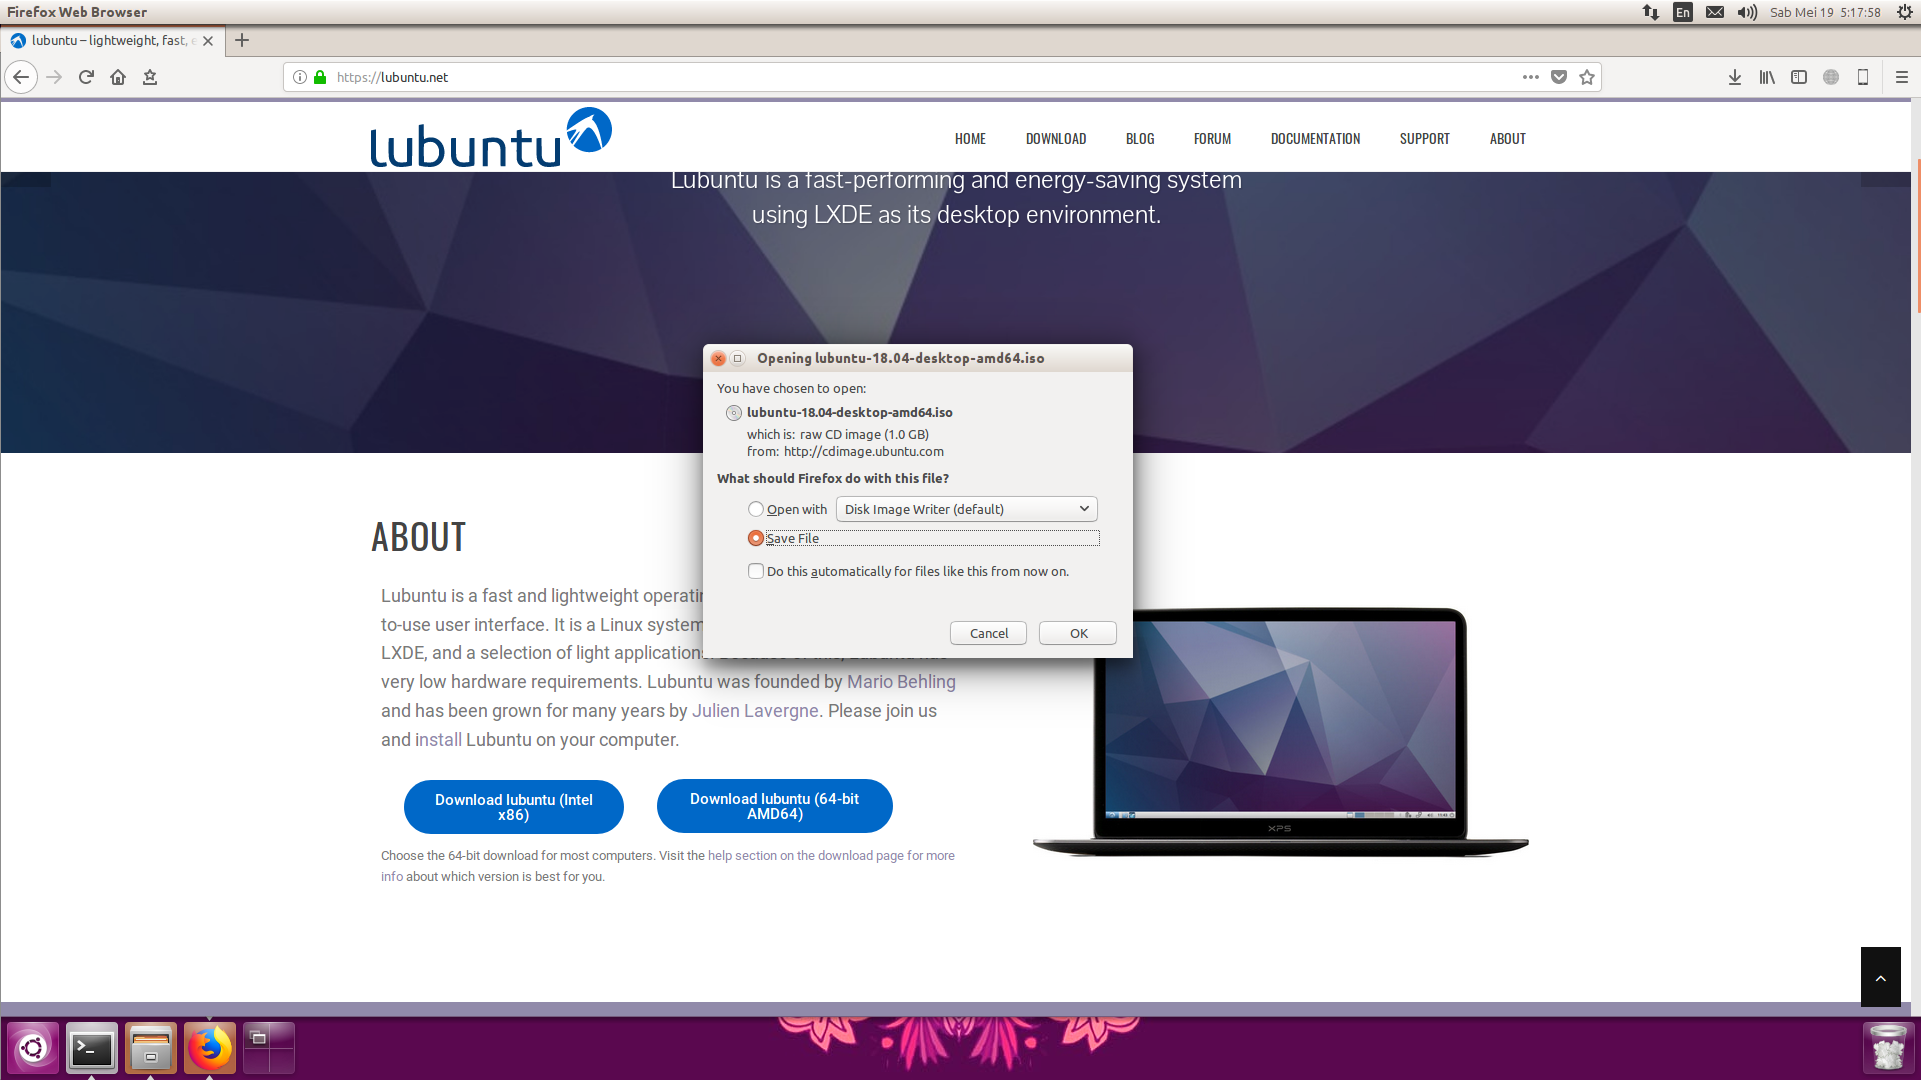 Firefox Web Browser
En
Sab Mei 19 5:17:58
lubuntu – lightweight, fast, e
https://lubuntu.net
lubuntu
HOME
DOWNLOAD
BLOG
FORUM
DOCUMENTATION
SUPPORT
ABOUT
Lubuntu is a fast-performing and energy-saving system
using LXDE as its desktop environment.
Opening lubuntu-18.04-desktop-amd64.iso
You have chosen to open:
lubuntu-18.04-desktop-amd64.iso
which is: raw CD image (1.0 GB)
from: http://cdimage.ubuntu.com
What should Firefox do with this file?
Open with
Disk Image Writer (default)
Save File
Do this automatically for files like this from now on.
Cancel
OK
ABOUT
Lubuntu is a fast and lightweight operatin
to-use user interface. It is a Linux system
LXDE, and a selection of light applications.
very low hardware requirements. Lubuntu was founded by Mario Behling
and has been grown for many years by Julien Lavergne. Please join us
and install Lubuntu on your computer.
Download lubuntu (Intel
x86)
Download lubuntu (64-bit
AMD64)
Choose the 64-bit download for most computers. Visit the help section on the download page for more
info about which version is best for you.
XPS